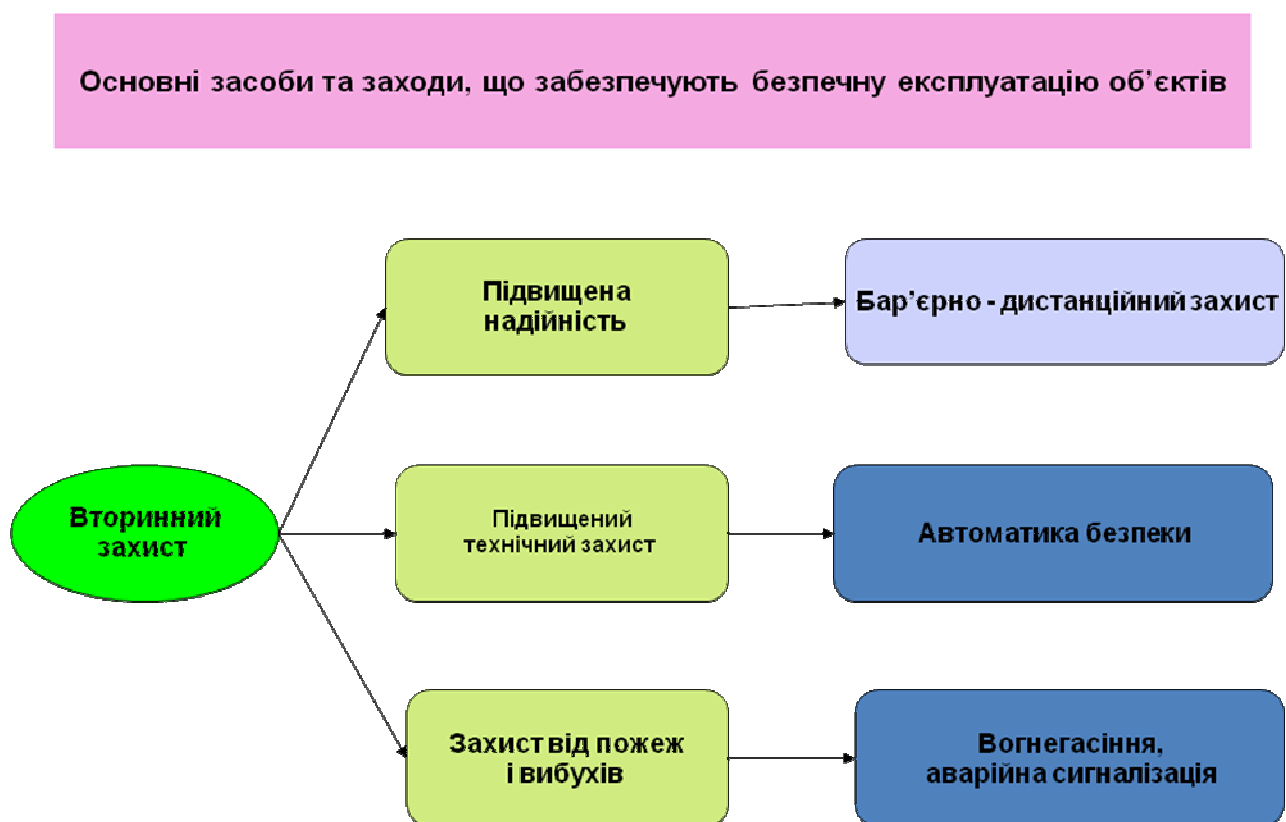 Основні засоби та заходи, що забезпечують безпечну експлуатацію об’єктів
Підвищена
надійність
Бар’єрно - дистанційний захист
Вторинний
захист
Підвищений
технічний захист
Автоматика безпеки
Захист від пожеж
і вибухів
Вогнегасіння,
аварійна сигналізація